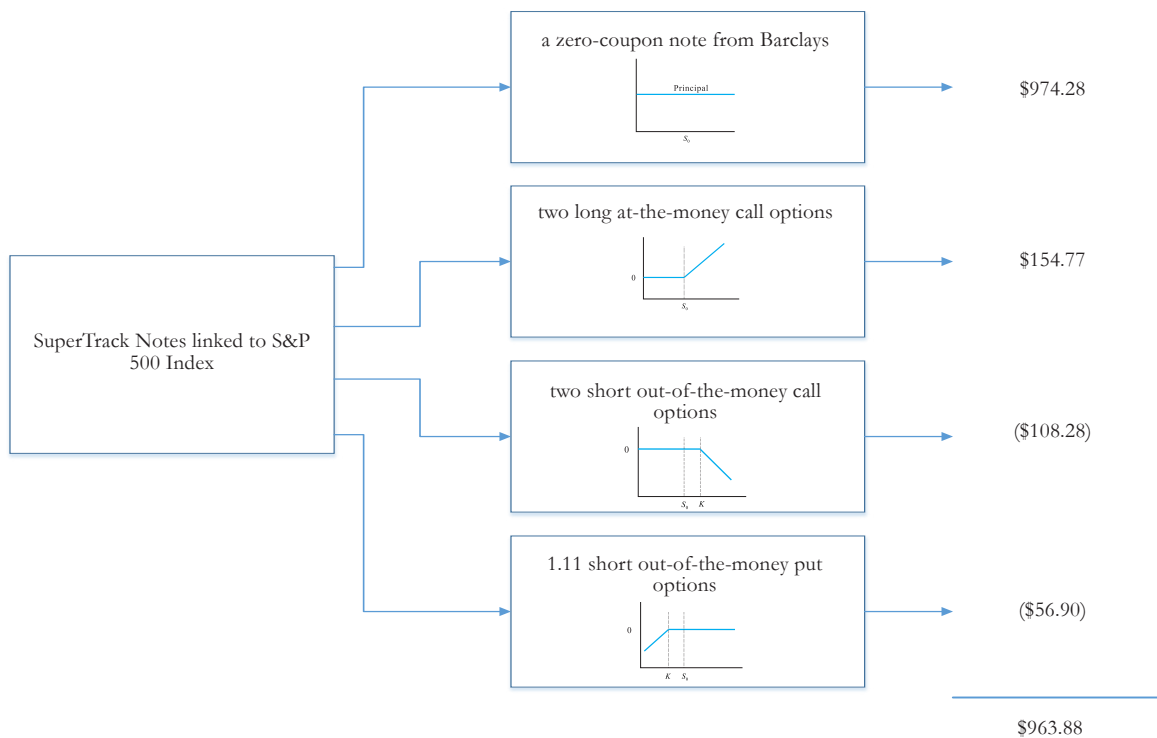 a zero-coupon note from Barclays
Principal
S₀
$974.28
two long at-the-money call options
0
S₀
$154.77
SuperTrack Notes linked to S&P
500 Index
two short out-of-the-money call
options
0
S₀ K
($108.28)
1.11 short out-of-the-money put
options
0
K S₀
($56.90)
$963.88